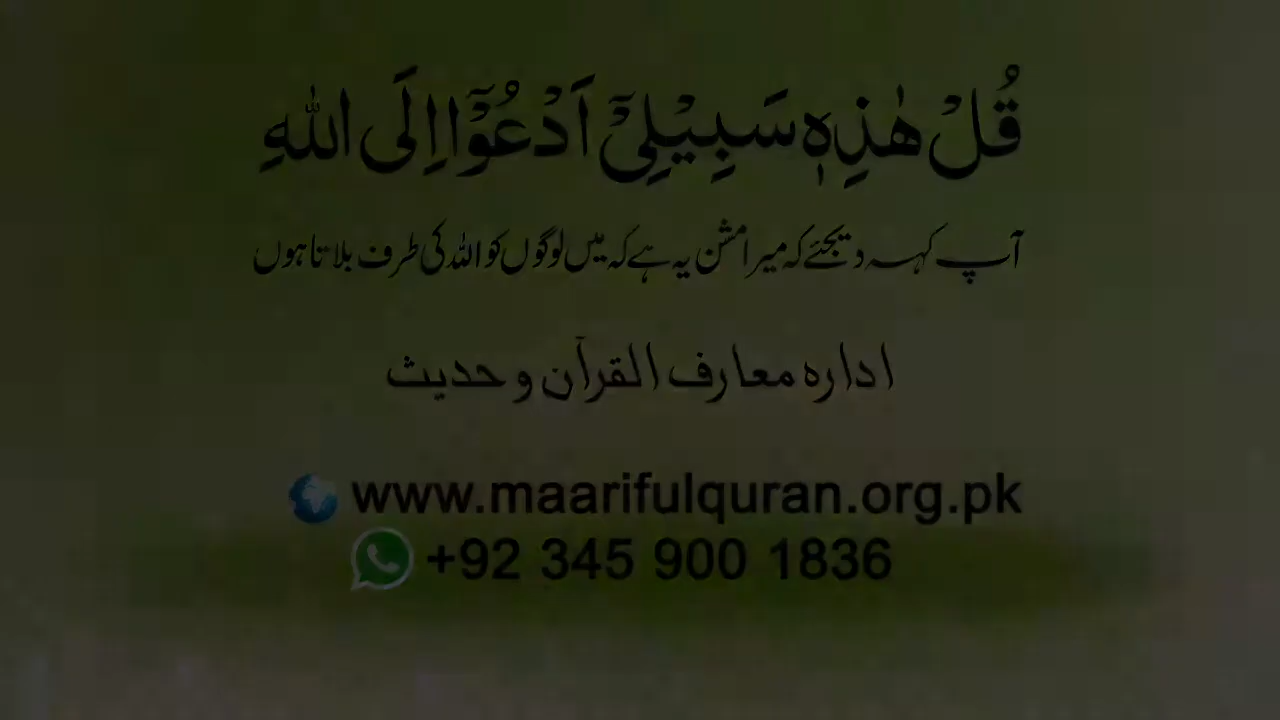 قُلْ هٰذِهٖ سَبِيْلِيْٓ اَدْعُوْٓا اِلَى اللهِ
آپ کہہ دیجئے کہ میرا مشن یہ ہے کہ میں لوگوں کو اللہ کی طرف بلاتا ہوں
ادارہ معارف القرآن و حدیث
www.maarifulquran.org.pk
+92 345 900 1836